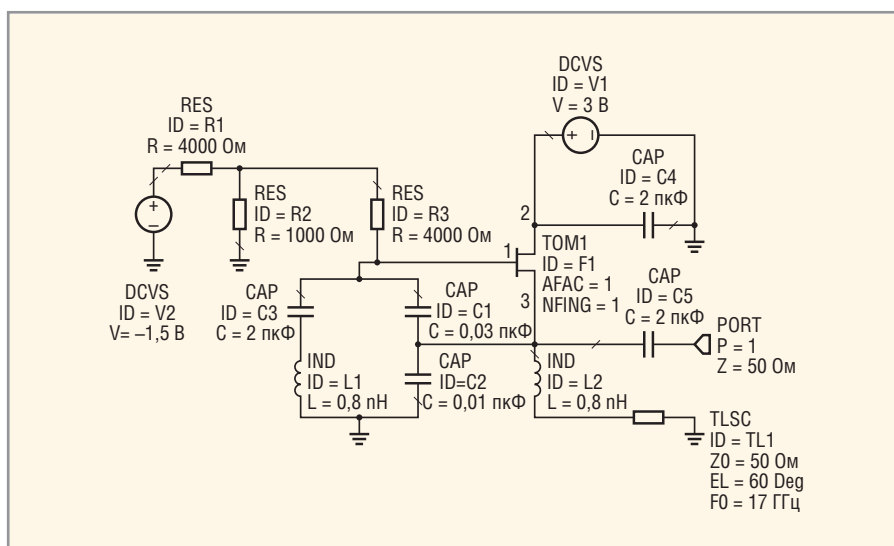 DCVS
ID = V1
V = 3 В
RES
ID = R1
R = 4000 Ом
CAP
ID = C4
C = 2 пкФ
RES
ID = R2
R = 1000 Ом
RES
ID = R3
R = 4000 Ом
2
1
TOM1
ID = F1
AFAC = 1
NFING = 1
3
DCVS
ID = V2
V= –1,5 В
CAP
ID = C3
C = 2 пкФ
CAP
ID = C1
C = 0,03 пкФ
CAP
ID = C5
C = 2 пкФ
PORT
P = 1
Z = 50 Ом
IND
ID = L1
L = 0,8 nH
CAP
ID=C2
C = 0,01 пкФ
IND
ID = L2
L = 0,8 nH
TLSC
ID = TL1
Z0 = 50 Ом
EL = 60 Deg
F0 = 17 ГГц